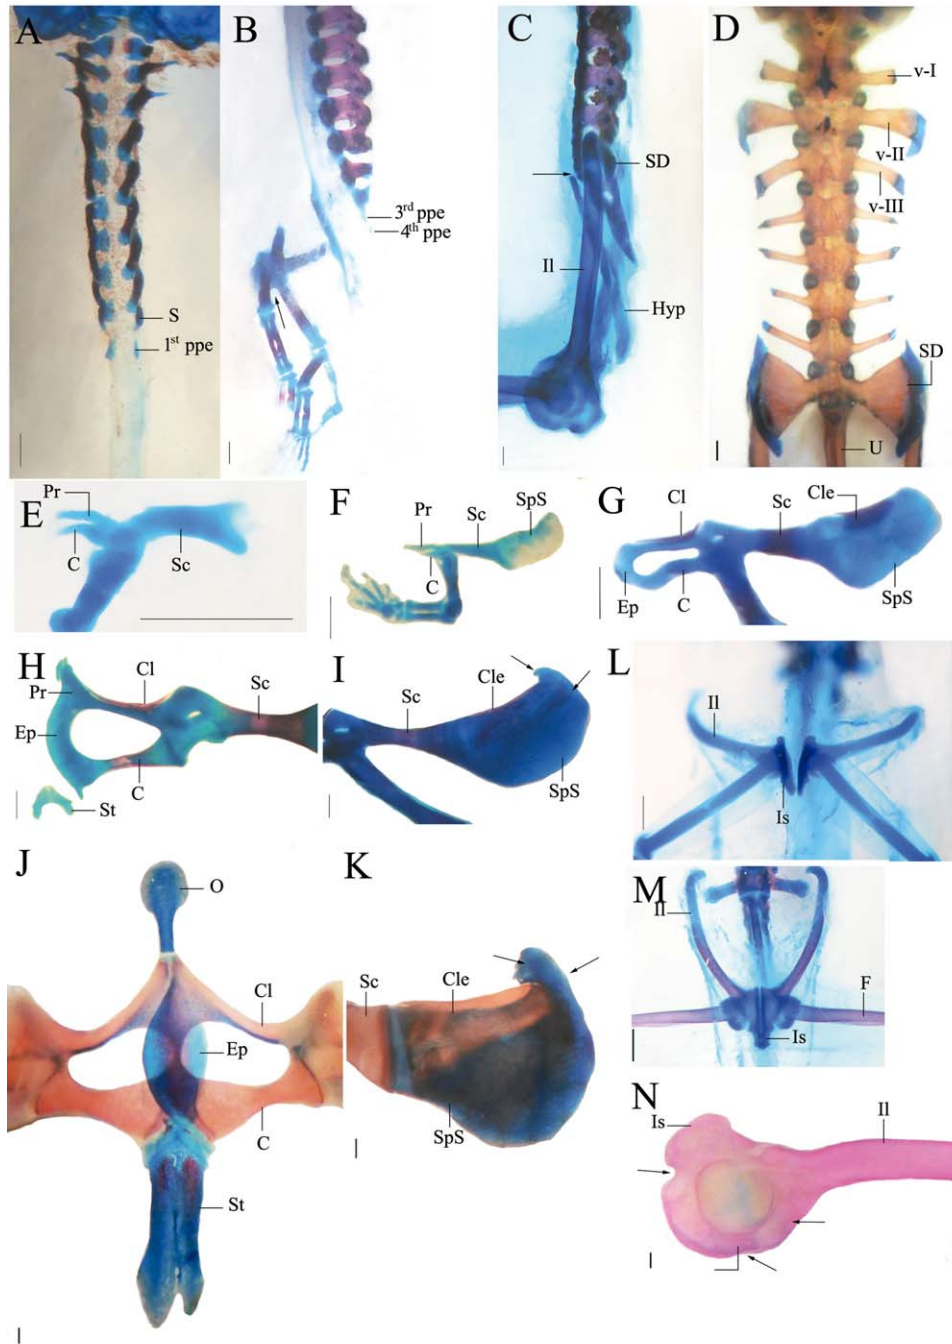 A
S
1st ppe
B
3rd ppe
4th ppe
C
SD
Il
Hyp
D
v-I
v-II
v-III
SD
U
E
Pr
C
Sc
F
Pr
Sc
SpS
C
G
Cl
Sc
Cle
Ep
C
SpS
H
Pr
Cl
Sc
Ep
C
St
I
Sc
Cle
SpS
L
Il
Is
J
O
Cl
Ep
C
St
K
Sc
Cle
SpS
M
Il
F
Is
N
Is
Il